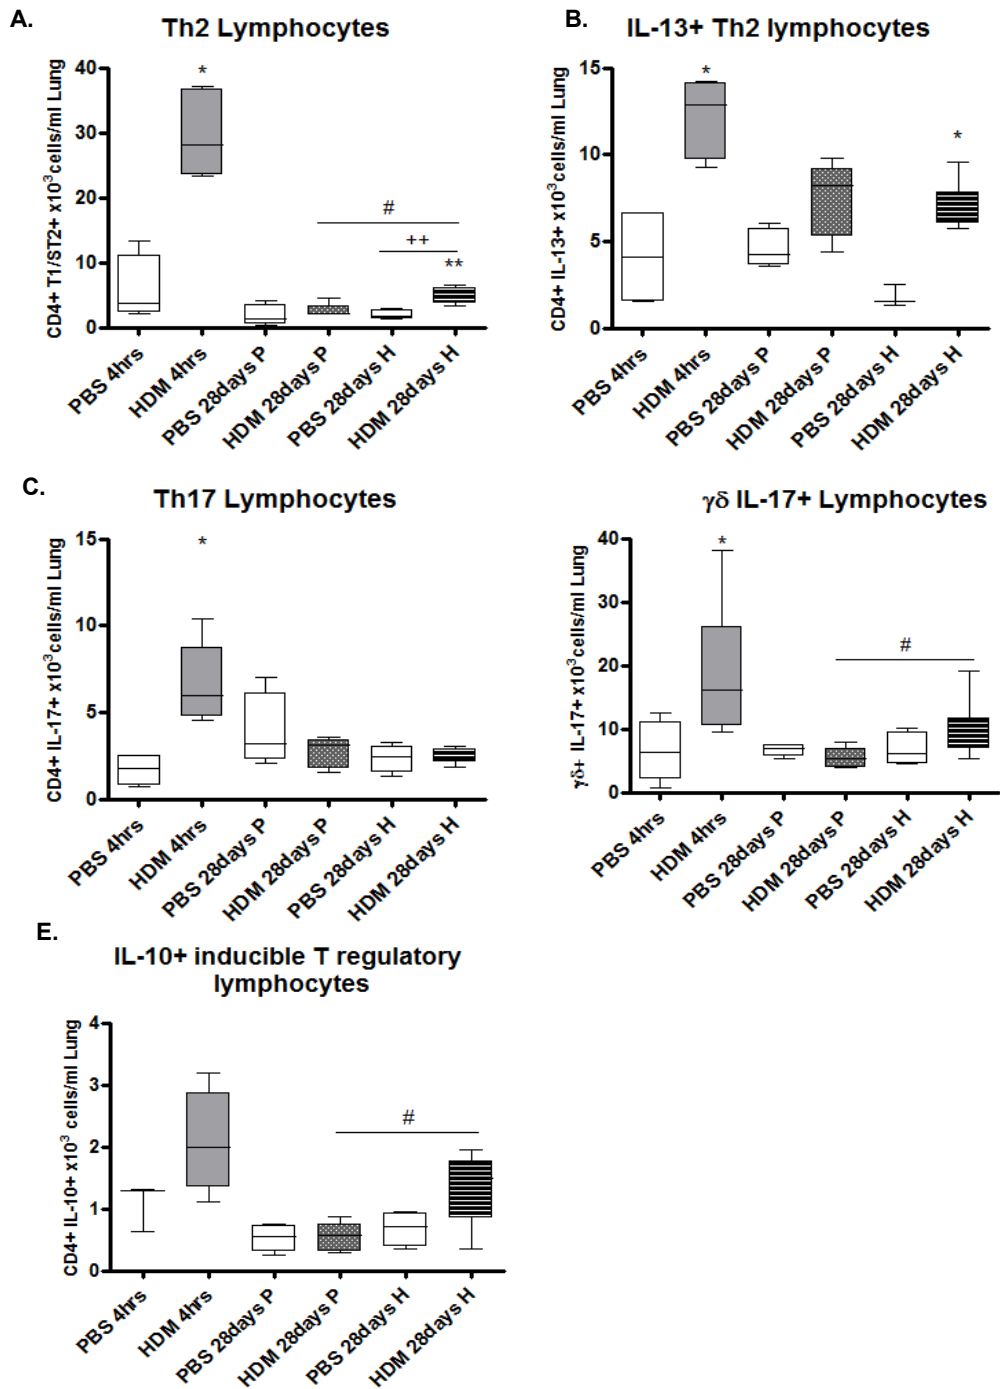 A.
Th2 Lymphocytes
CD4+ T1/ST2+ x10³cells/ml Lung
40
30
20
10
0
*
#
++
**
PBS 4hrs
HDM 4hrs
PBS 28days P
HDM 28days P
PBS 28days H
HDM 28days H
B.
IL-13+ Th2 lymphocytes
CD4+ IL-13+ x10³cells/ml Lung
15
10
5
0
*
*
PBS 4hrs
HDM 4hrs
PBS 28days P
HDM 28days P
PBS 28days H
HDM 28days H
C.
Th17 Lymphocytes
CD4+ IL-17+ x10³cells/ml Lung
15
10
5
0
*
PBS 4hrs
HDM 4hrs
PBS 28days P
HDM 28days P
PBS 28days H
HDM 28days H
γδ IL-17+ Lymphocytes
γδ+ IL-17+ x10³cells/ml Lung
40
30
20
10
0
*
#
PBS 4hrs
HDM 4hrs
PBS 28days P
HDM 28days P
PBS 28days H
HDM 28days H
E.
IL-10+ inducible T regulatory
lymphocytes
CD4+ IL-10+ x10³ cells/ml Lung
4
3
2
1
0
#
PBS 4hrs
HDM 4hrs
PBS 28days P
HDM 28days P
PBS 28days H
HDM 28days H